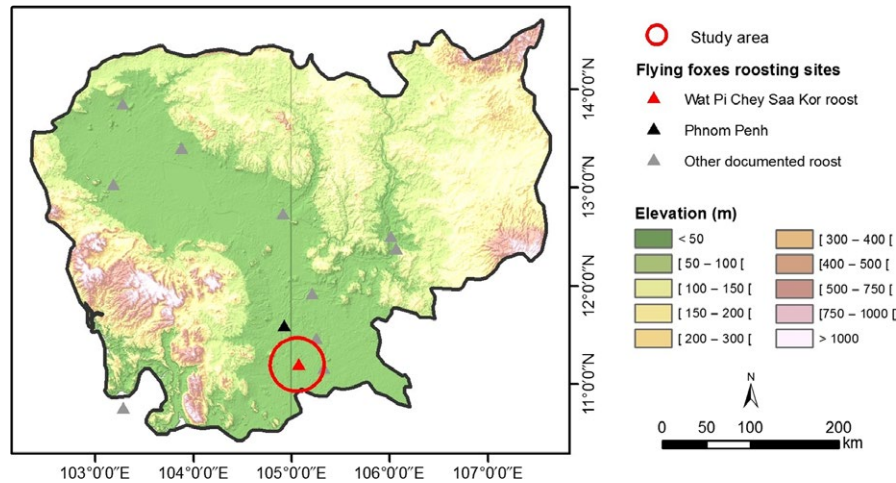 Study area
Flying foxes roosting sites
Wat Pi Chey Saa Kor roost
Phnom Penh
Other documented roost
Elevation (m)
< 50
[ 50 – 100 [
[ 100 – 150 [
[ 150 – 200 [
[ 200 – 300 [
[ 300 – 400 [
[400 – 500 [
[500 – 750 [
[750 – 1000 [
> 1000
N
0 50 100 200
km
14°0'0"N
13°0'0"N
12°0'0"N
11°0'0"N
103°0'0"E 104°0'0"E 105°0'0"E 106°0'0"E 107°0'0"E